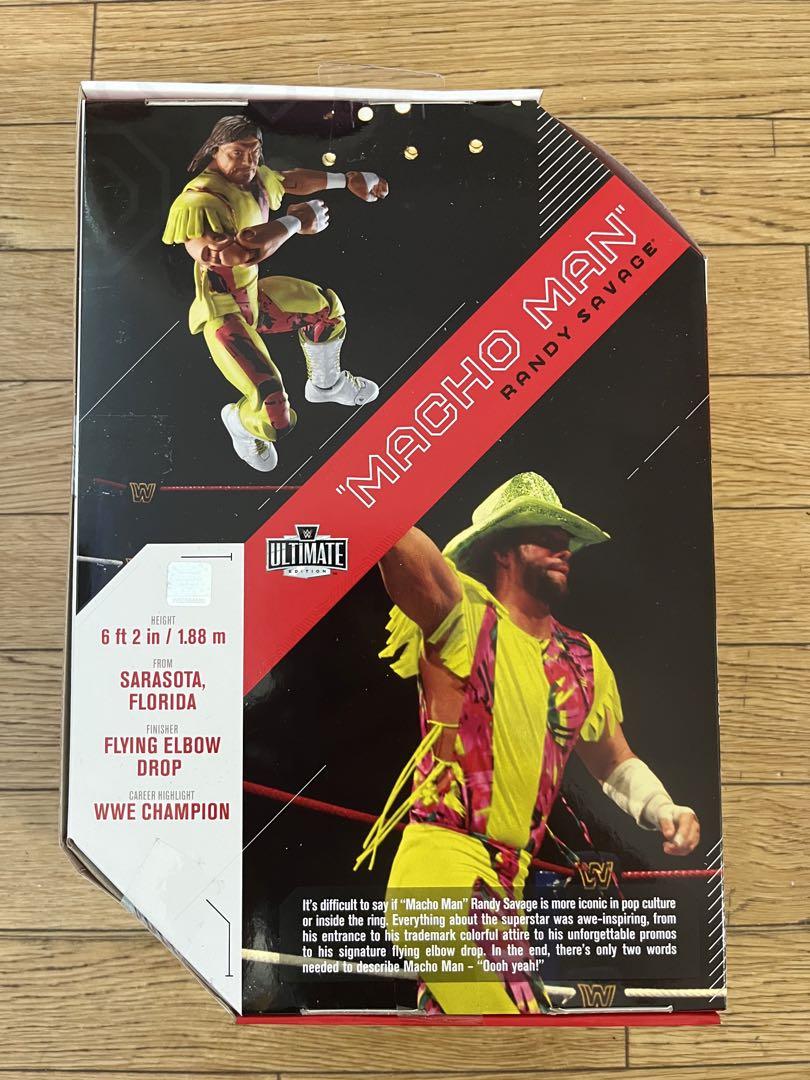 "MACHO MAN"
RANDY SAVAGE
W
ULTIMATE
EDITION
HEIGHT
6 ft 2 in / 1.88 m
FROM
SARASOTA,
FLORIDA
FINISHER
FLYING ELBOW
DROP
CAREER HIGHLIGHT
WWE CHAMPION
It's difficult to say if "Macho Man" Randy Savage is more iconic in pop culture
or inside the ring. Everything about the superstar was awe-inspiring, from
his entrance to his trademark colorful attire to his unforgettable promos
to his signature flying elbow drop. In the end, there's only two words
needed to describe Macho Man – "Oooh yeah!"